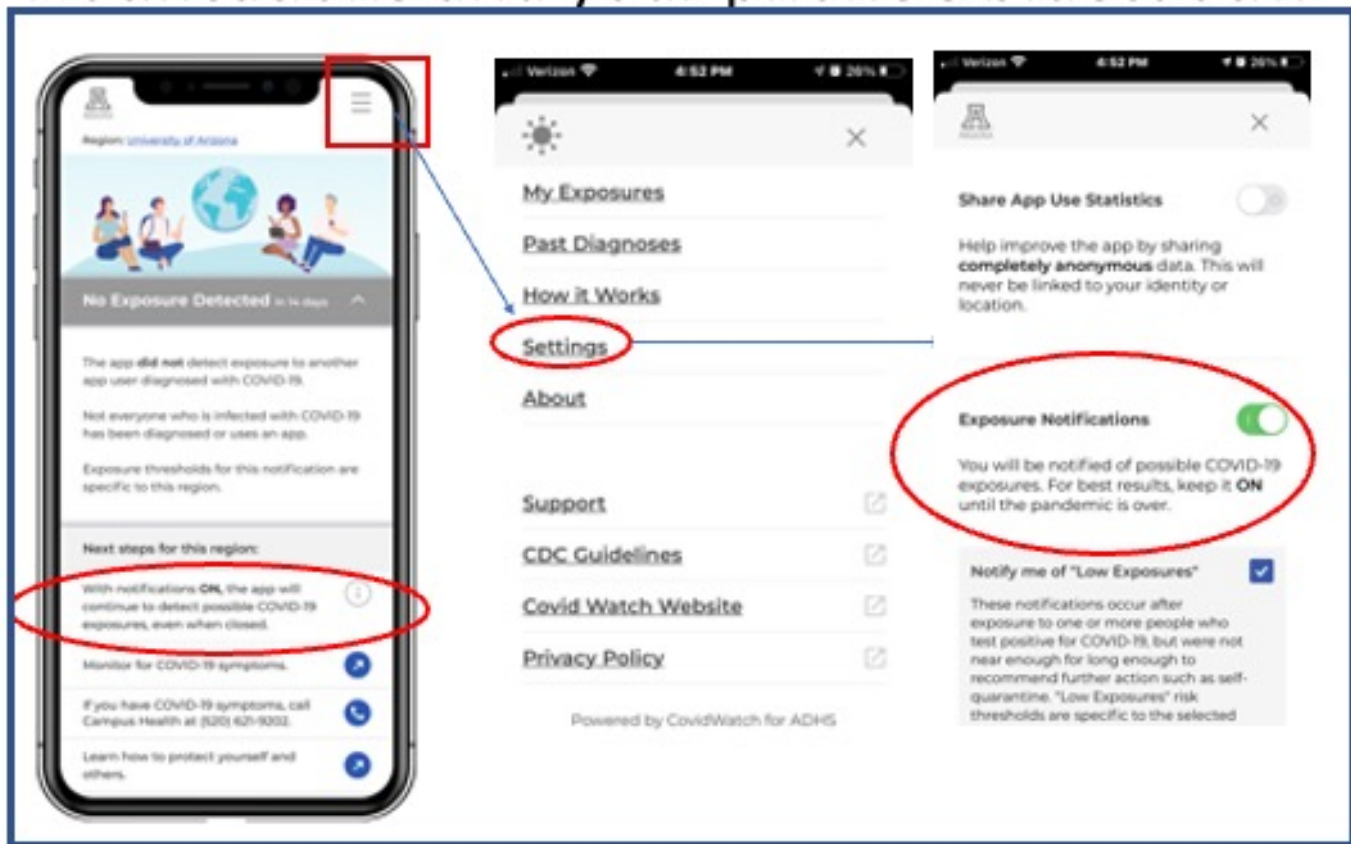 Region: University of Arizona
No Exposure Detected in 14 days
The app did not detect exposure to another
app user diagnosed with COVID-19.
Not everyone who is infected with COVID-19
has been diagnosed or uses an app.
Exposure thresholds for this notification are
specific to this region.
Next steps for this region:
With notifications ON, the app will
continue to detect possible COVID-19
exposures, even when closed.
Monitor for COVID-19 symptoms.
If you have COVID-19 symptoms, call
Campus Health at (520) 621-9202.
Learn how to protect yourself and
others.
Verizon 4:52 PM 26%
My Exposures
Past Diagnoses
How it Works
Settings
About
Support
CDC Guidelines
Covid Watch Website
Privacy Policy
Powered by CovidWatch for ADHS
Verizon 4:52 PM 26%
Share App Use Statistics
Help improve the app by sharing
completely anonymous data. This will
never be linked to your identity or
location.
Exposure Notifications
You will be notified of possible COVID-19
exposures. For best results, keep it ON
until the pandemic is over.
Notify me of "Low Exposures"
These notifications occur after
exposure to one or more people who
test positive for COVID-19, but were not
near enough for long enough to
recommend further action such as self-
quarantine. "Low Exposures" risk
thresholds are specific to the selected